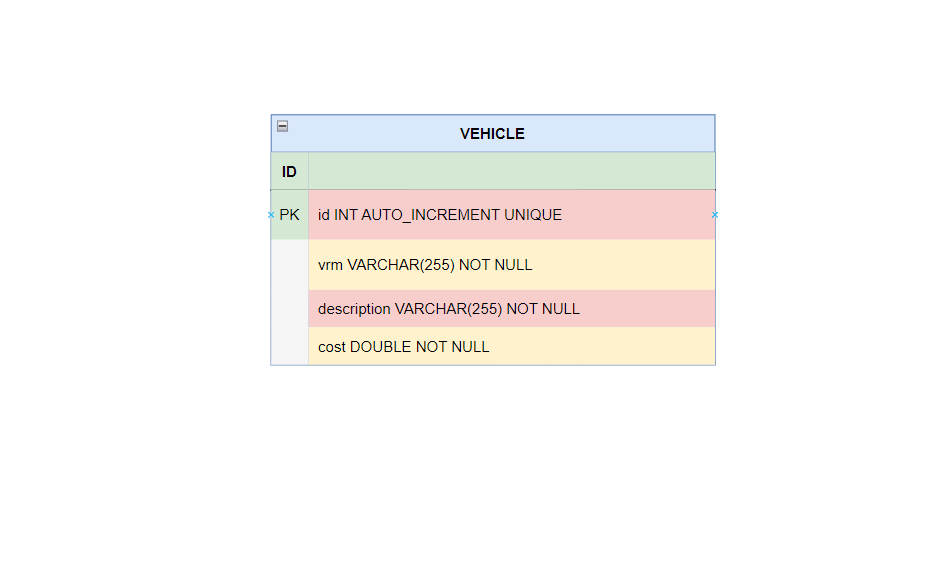 VEHICLE
ID
PK id INT AUTO_INCREMENT UNIQUE
vrm VARCHAR(255) NOT NULL
description VARCHAR(255) NOT NULL
cost DOUBLE NOT NULL